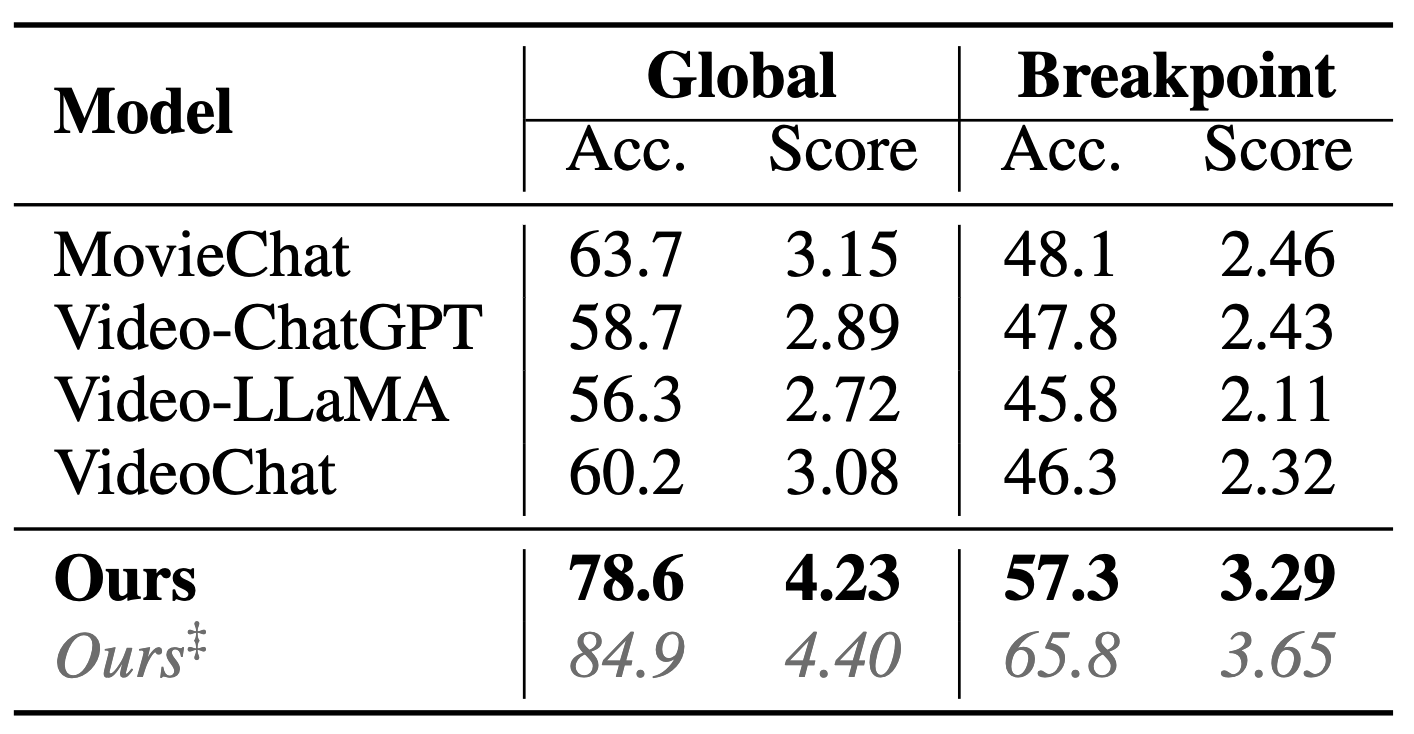 Model Global Breakpoint
Acc. Score Acc. Score
MovieChat 63.7 3.15 48.1 2.46
Video-ChatGPT 58.7 2.89 47.8 2.43
Video-LLaMA 56.3 2.72 45.8 2.11
VideoChat 60.2 3.08 46.3 2.32
Ours 78.6 4.23 57.3 3.29
Ours‡ 84.9 4.40 65.8 3.65